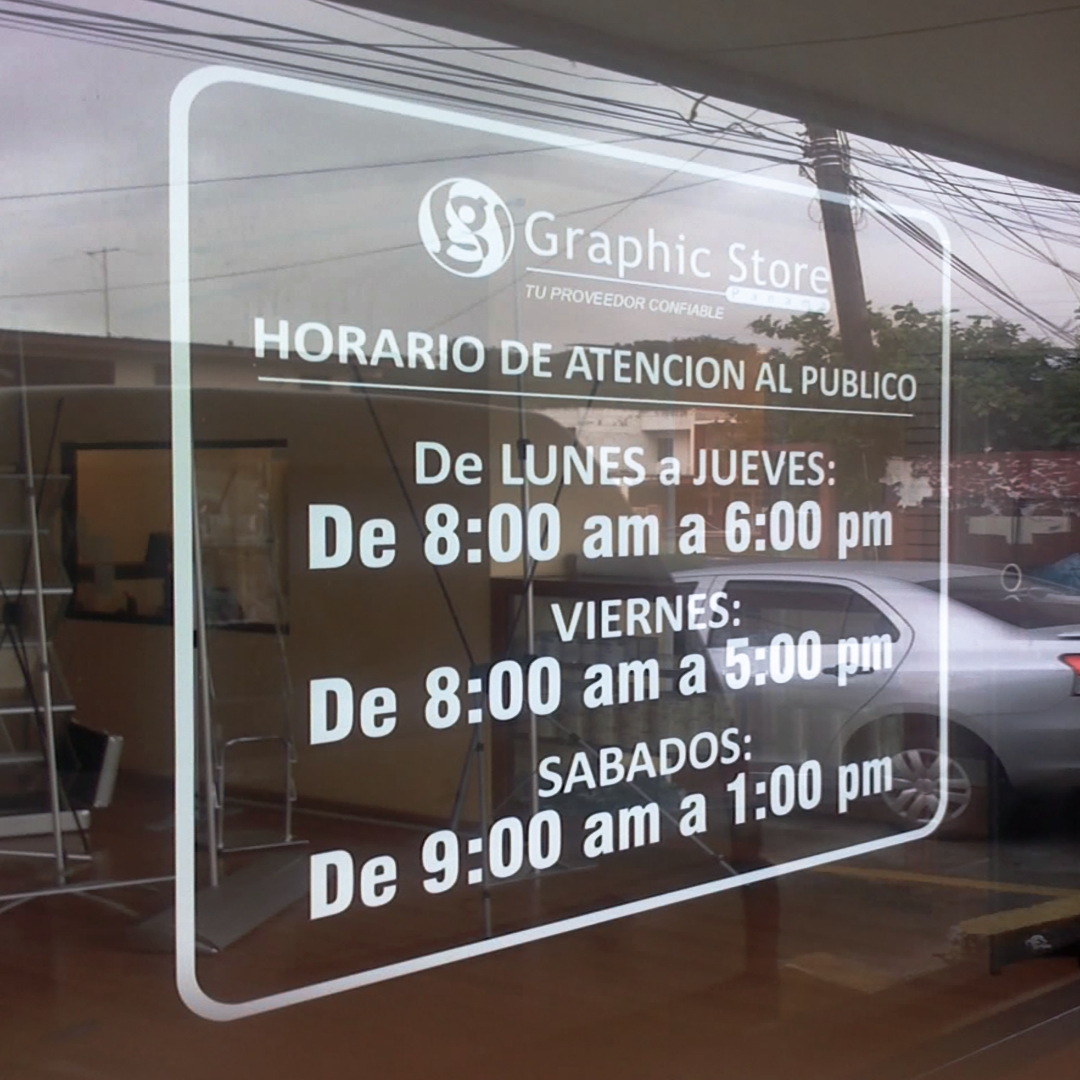 g Graphic Store
Panamá
TU PROVEEDOR CONFIABLE
HORARIO DE ATENCION AL PUBLICO
De LUNES a JUEVES:
De 8:00 am a 6:00 pm
VIERNES:
De 8:00 am a 5:00 pm
SABADOS:
De 9:00 am a 1:00 pm